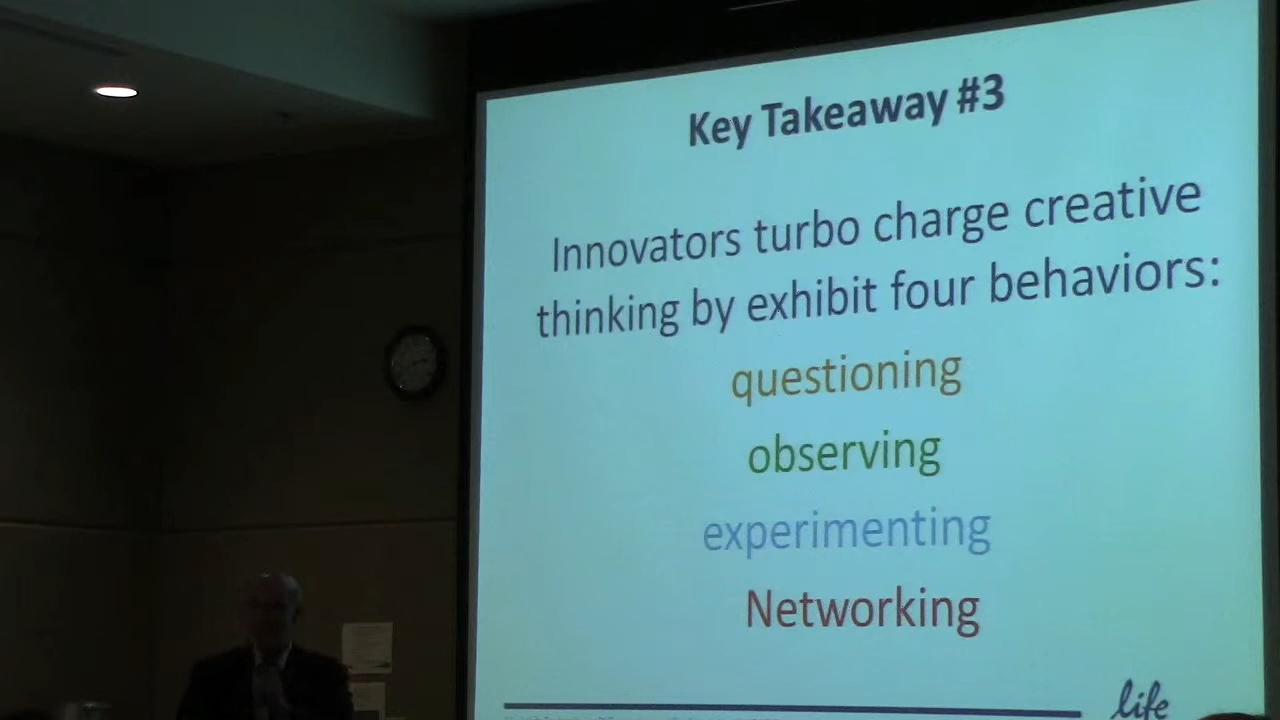 Key Takeaway #3
Innovators turbo charge creative
thinking by exhibit four behaviors:
questioning
observing
experimenting
Networking
life